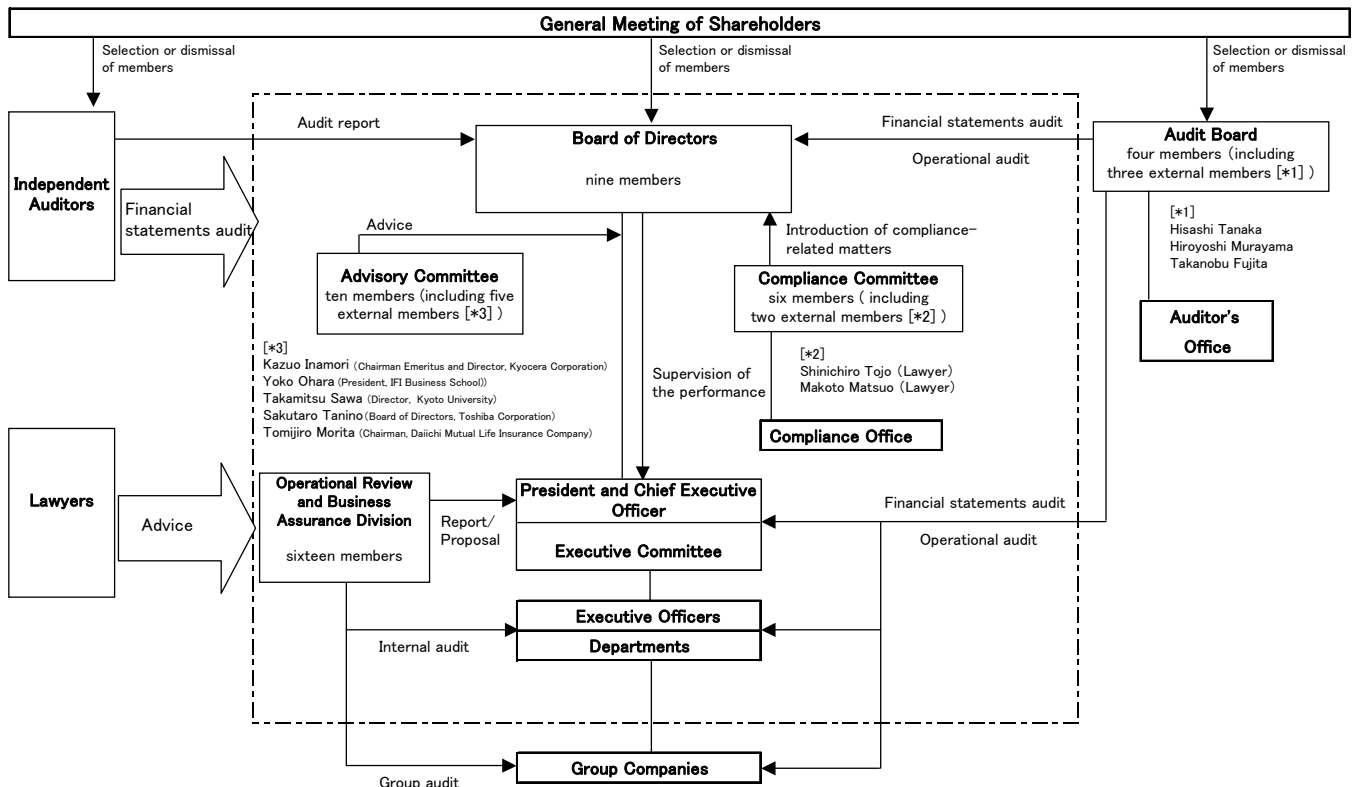 General Meeting of Shareholders
Selection or dismissal
of members
Selection or dismissal
of members
Selection or dismissal
of members
Independent
Auditors
Audit report
Financial
statements audit
Board of Directors
nine members
Financial statements audit
Operational audit
Audit Board
four members (including
three external members [*1] )
[*1]
Hisashi Tanaka
Hiroyoshi Murayama
Takanobu Fujita
Auditor's
Office
Advice
Advisory Committee
ten members (including five
external members [*3] )
[*3]
Kazuo Inamori (Chairman Emeritus and Director, Kyocera Corporation)
Yoko Ohara (President, IFI Business School))
Takamitsu Sawa (Director, Kyoto University)
Sakutaro Tanino (Board of Directors, Toshiba Corporation)
Tomijiro Morita (Chairman, Daiichi Mutual Life Insurance Company)
Introduction of compliance-
related matters
Compliance Committee
six members ( including
two external members [*2] )
[*2]
Shinichiro Tojo (Lawyer)
Makoto Matsuo (Lawyer)
Compliance Office
Supervision of
the performance
Lawyers
Advice
Operational Review
and Business
Assurance Division
sixteen members
Report/
Proposal
President and Chief Executive
Officer
Executive Committee
Financial statements audit
Operational audit
Executive Officers
Departments
Internal audit
Group Companies
Group audit